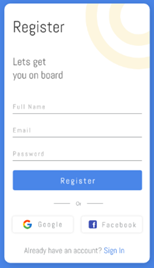 Register
Lets get
you on board
Full Name
Email
Password
Register
Or
Google
Facebook
Already have an account? Sign In